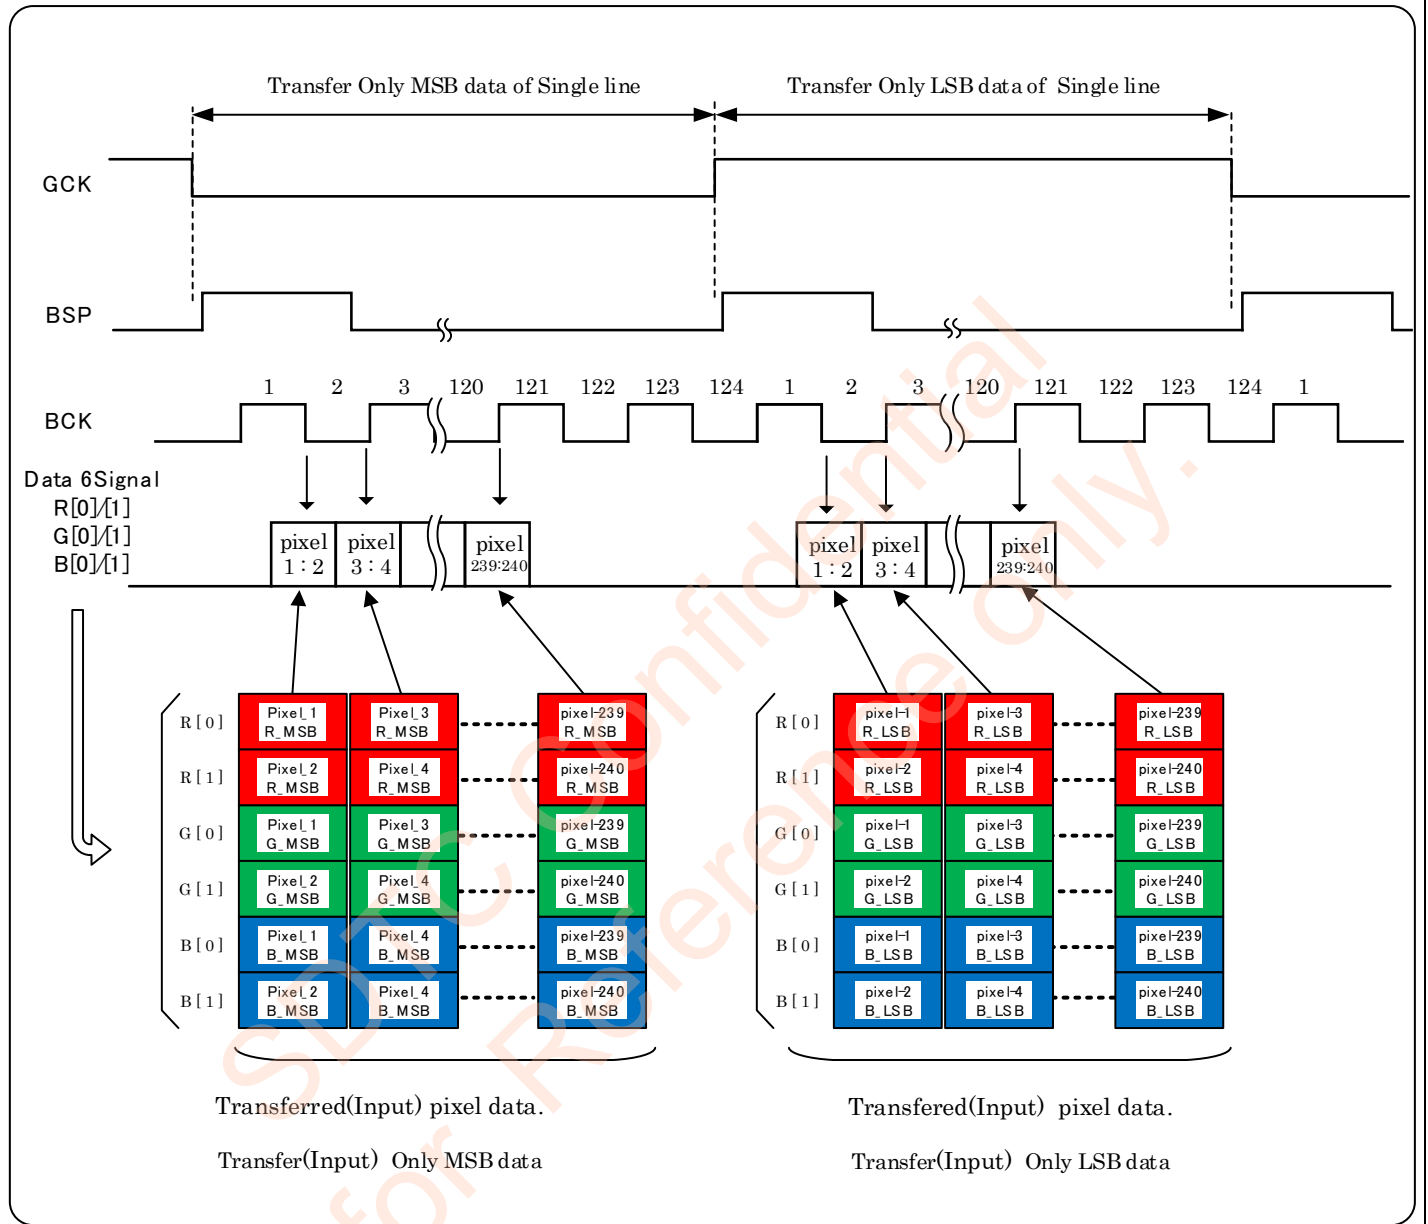 Transfer Only MSB data of Single line
Transfer Only LSB data of Single line
GCK
BSP
1 2 3 120 121 122 123 124 1 2 3 120 121 122 123 124 1
BCK
Data 6Signal
R[0]/[1]
G[0]/[1]
B[0]/[1]
pixel 1:2
pixel 3:4
pixel 239:240
pixel 1:2
pixel 3:4
pixel 239:240
R[0]
Pixel_1 R_MSB
Pixel_3 R_MSB
pixel-239 R_MSB
R[1]
Pixel_2 R_MSB
Pixel_4 R_MSB
pixel-240 R_MSB
G[0]
Pixel_1 G_MSB
Pixel_3 G_MSB
pixel-239 G_MSB
G[1]
Pixel_2 G_MSB
Pixel_4 G_MSB
pixel-240 G_MSB
B[0]
Pixel_1 B_MSB
Pixel_4 B_MSB
pixel-239 B_MSB
B[1]
Pixel_2 B_MSB
Pixel_4 B_MSB
pixel-240 B_MSB
R[0]
pixel-1 R_LSB
pixel-3 R_LSB
pixel-239 R_LSB
R[1]
pixel-2 R_LSB
pixel-4 R_LSB
pixel-240 R_LSB
G[0]
pixel-1 G_LSB
pixel-3 G_LSB
pixel-239 G_LSB
G[1]
pixel-2 G_LSB
pixel-4 G_LSB
pixel-240 G_LSB
B[0]
pixel-1 B_LSB
pixel-3 B_LSB
pixel-239 B_LSB
B[1]
pixel-2 B_LSB
pixel-4 B_LSB
pixel-240 B_LSB
Transferred(Input) pixel data.
Transfer(Input) Only MSB data
Transfered(Input) pixel data.
Transfer(Input) Only LSB data
SDTC Confidential
for Reference only.